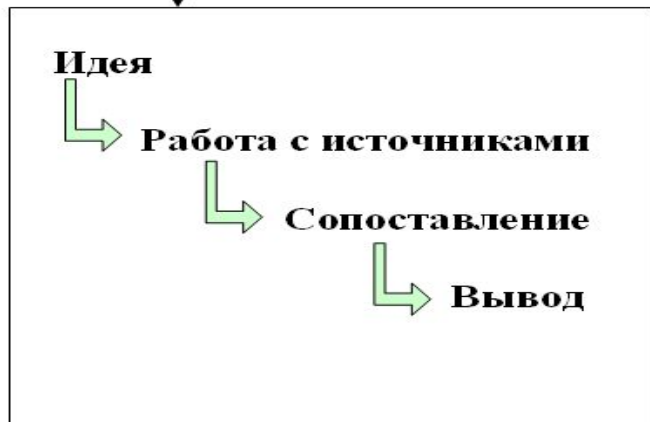 Идея
Работа с источниками
Сопоставление
Вывод